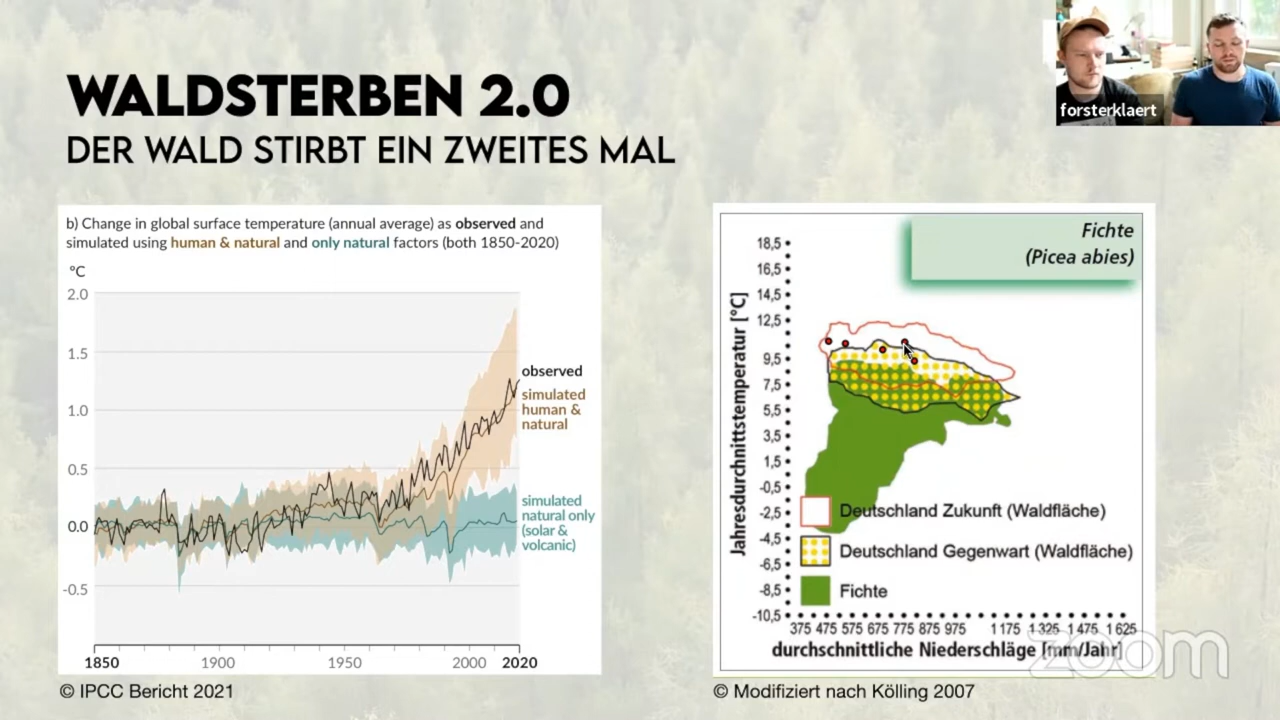 WALDSTERBEN 2.0
DER WALD STIRBT EIN ZWEITES MAL
forsterklaert
b) Change in global surface temperature (annual average) as observed and
simulated using human & natural and only natural factors (both 1850-2020)
°C
2.0
1.5
1.0
0.5
0.0
-0.5
observed
simulated
human &
natural
simulated
natural only
(solar &
volcanic)
1850 1900 1950 2000 2020
© IPCC Bericht 2021
Fichte
(Picea abies)
Jahresdurchschnittstemperatur [°C]
18,5
16,5
14,5
12,5
9,5
7,5
5,5
3,5
1,5
-0,5
-2,5
-4,5
-6,5
-8,5
-10,5
Deutschland Zukunft (Waldfläche)
Deutschland Gegenwart (Waldfläche)
Fichte
375 475 575 675 775 875 975 1 175 1 325 1 475 1 625
durchschnittliche Niederschläge [mm/Jahr]
© Modifiziert nach Kölling 2007
zoom